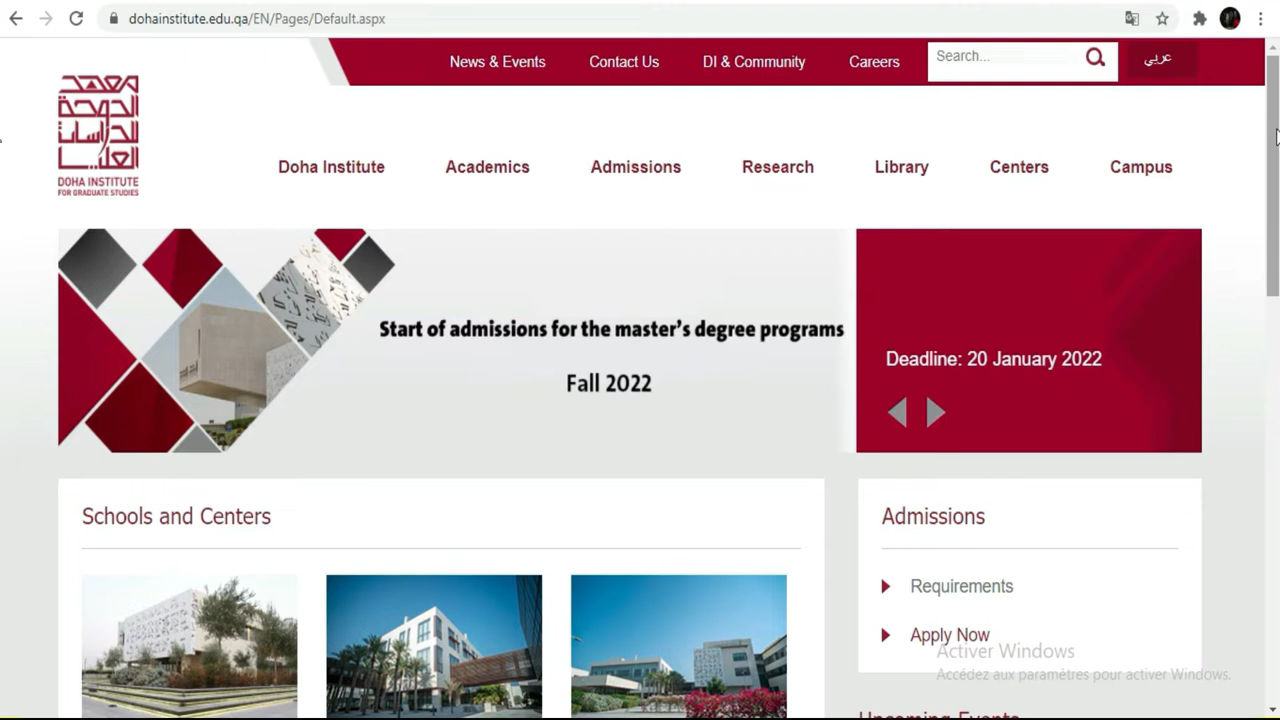 dohainstitute.edu.qa/EN/Pages/Default.aspx
News & Events
Contact Us
DI & Community
Careers
Search...
عربي
معهد
الدوحة
للدراسات
العليا
DOHA INSTITUTE
FOR GRADUATE STUDIES
Doha Institute
Academics
Admissions
Research
Library
Centers
Campus
Start of admissions for the master's degree programs
Fall 2022
Deadline: 20 January 2022
Schools and Centers
Admissions
Requirements
Apply Now
Activer Windows
Accédez aux paramètres pour activer Windows.
Upcoming Events